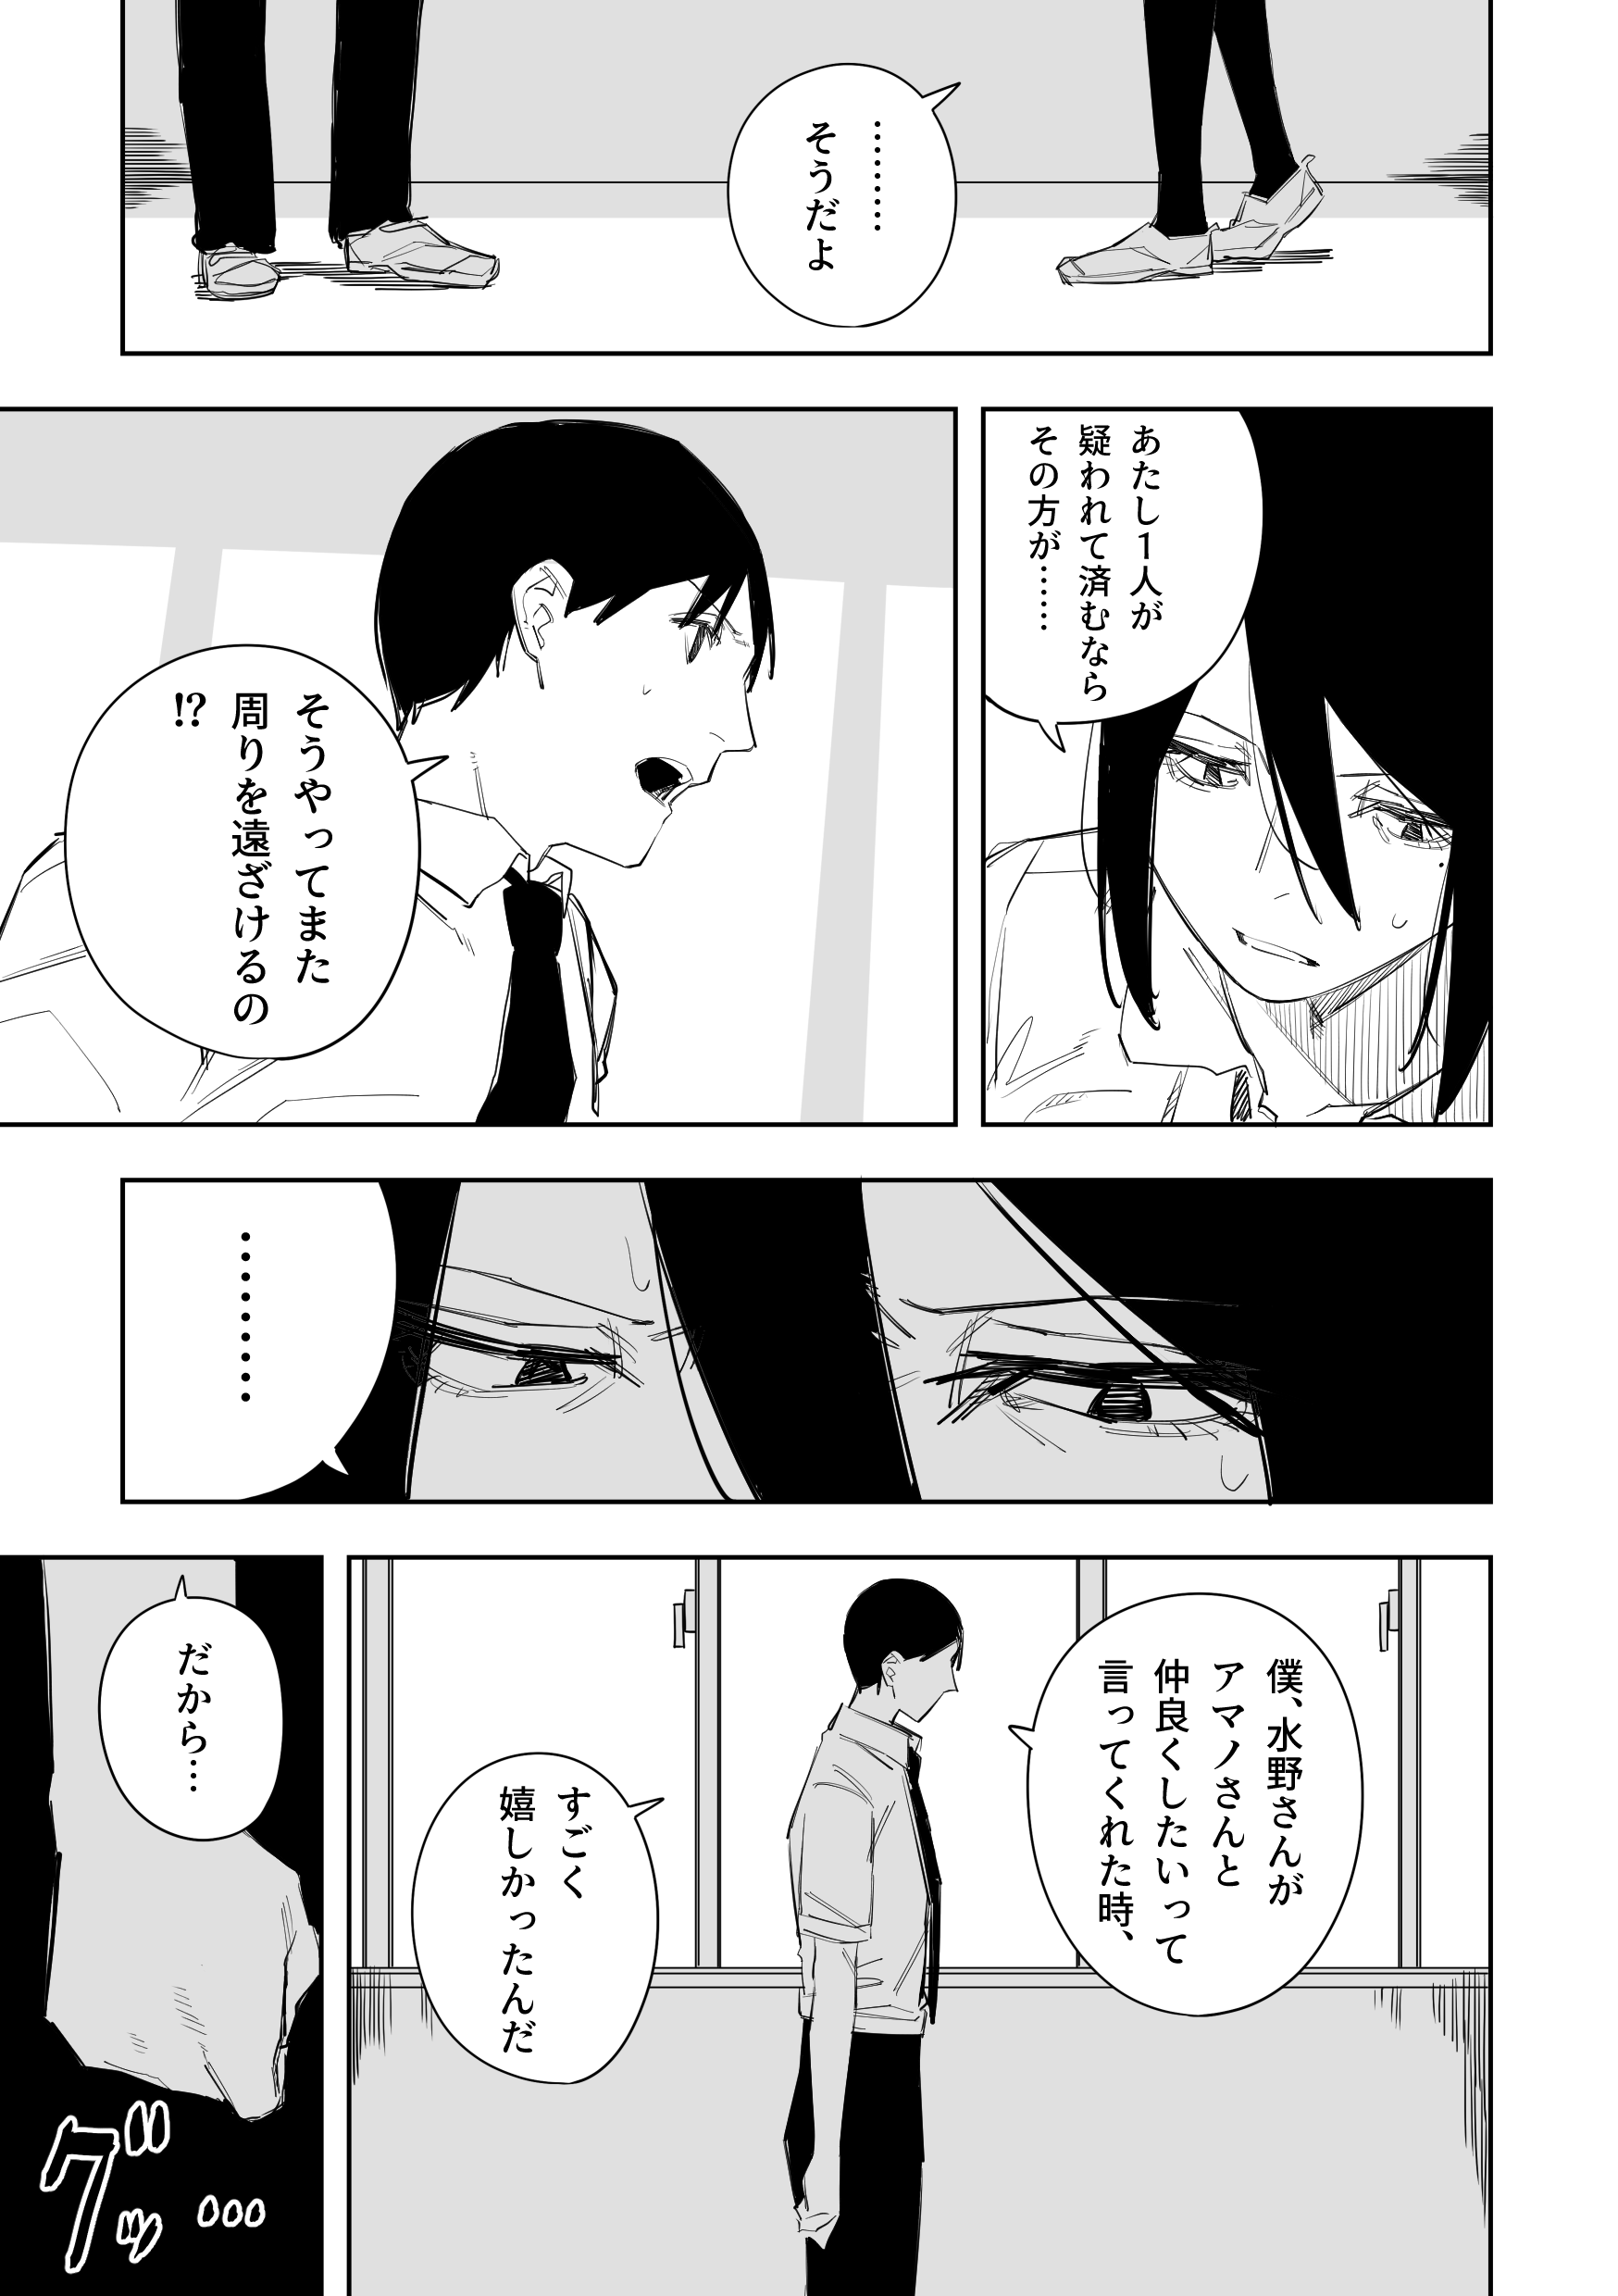 ………
そうだよ
あたし1人が
疑われて済むなら
その方が……
そうやってまた
周りを遠ざけるの
!?
………
僕、水野さんが
アマノさんと
仲良くしたいって
言ってくれた時、
すごく
嬉しかったんだ
だから…
グッ…